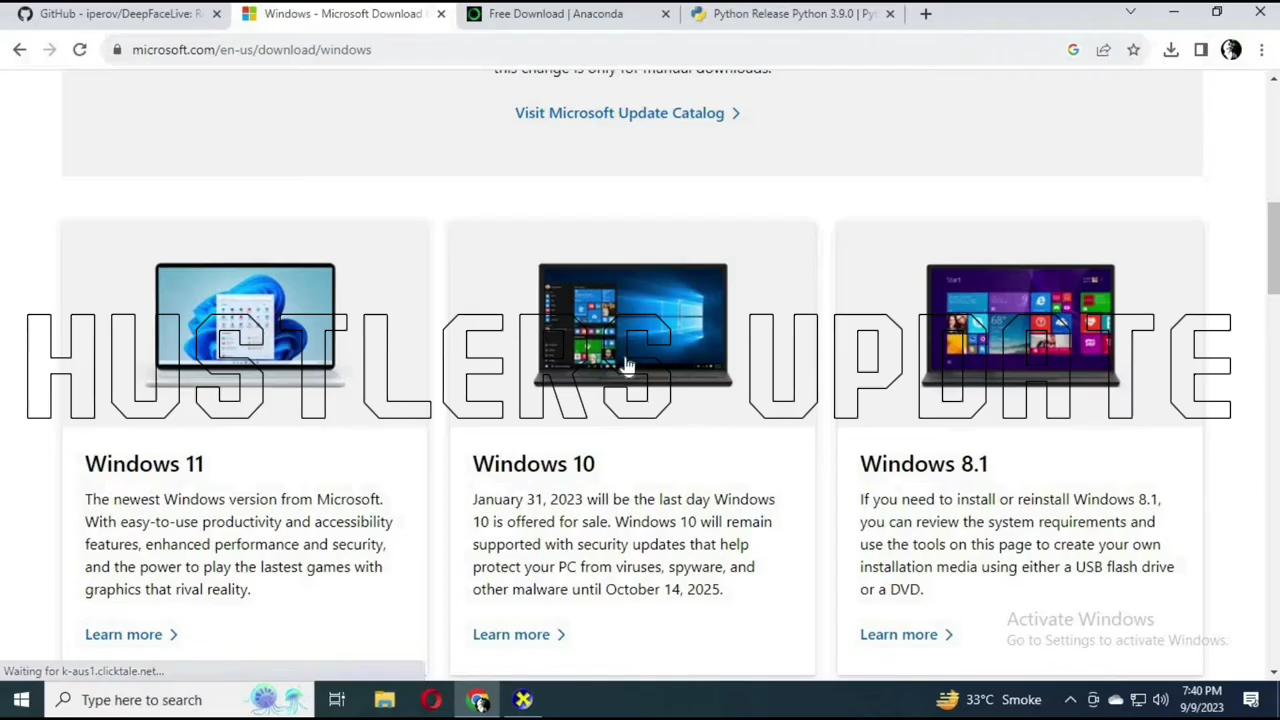 GitHub - iperov/DeepFaceLive: R
Windows - Microsoft Download
Free Download | Anaconda
Python Release Python 3.9.0 | Pyt
microsoft.com/en-us/download/windows
this change is only for manual downloads.
Visit Microsoft Update Catalog
HUSTLERS UPDATE
Windows 11
The newest Windows version from Microsoft.
With easy-to-use productivity and accessibility
features, enhanced performance and security,
and the power to play the lastest games with
graphics that rival reality.
Learn more
Windows 10
January 31, 2023 will be the last day Windows
10 is offered for sale. Windows 10 will remain
supported with security updates that help
protect your PC from viruses, spyware, and
other malware until October 14, 2025.
Learn more
Start
Windows 8.1
If you need to install or reinstall Windows 8.1,
you can review the system requirements and
use the tools on this page to create your own
installation media using either a USB flash drive
or a DVD.
Learn more
Activate Windows
Go to Settings to activate Windows.
Waiting for k-aus1.clicktale.net...
Type here to search
33°C Smoke
7:40 PM
9/9/2023